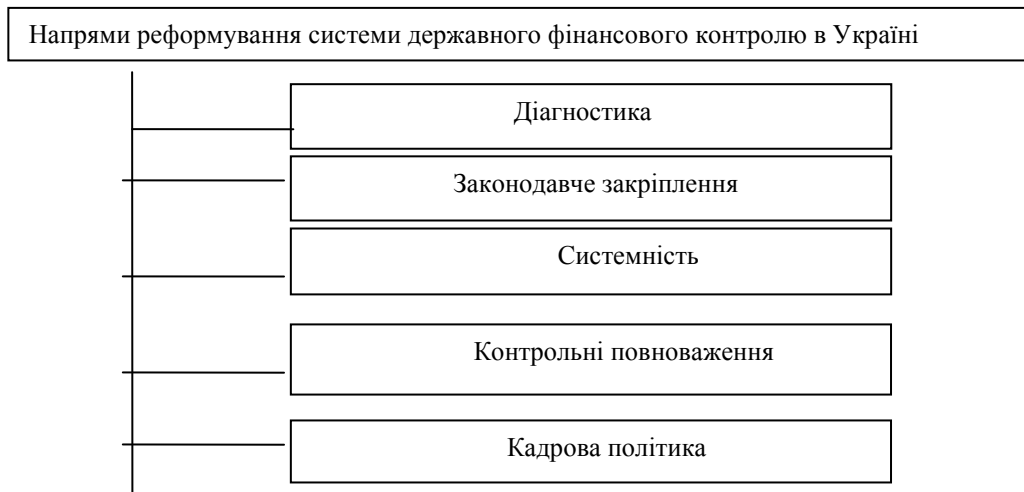 Напрями реформування системи державного фінансового контролю в Україні
Діагностика
Законодавче закріплення
Системність
Контрольні повноваження
Кадрова політика